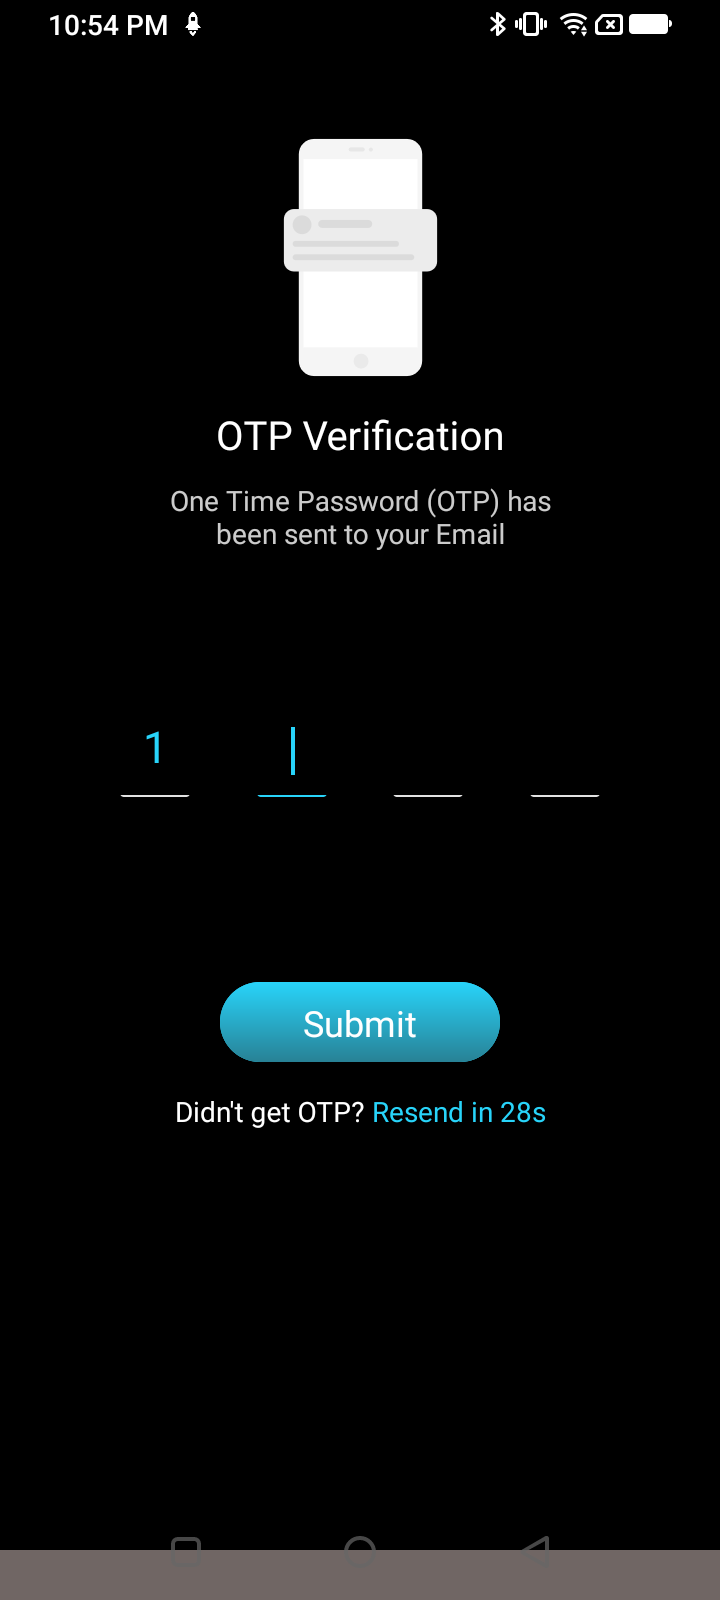 10:54 PM
OTP Verification
One Time Password (OTP) has
been sent to your Email
1
Submit
Didn't get OTP? Resend in 28s